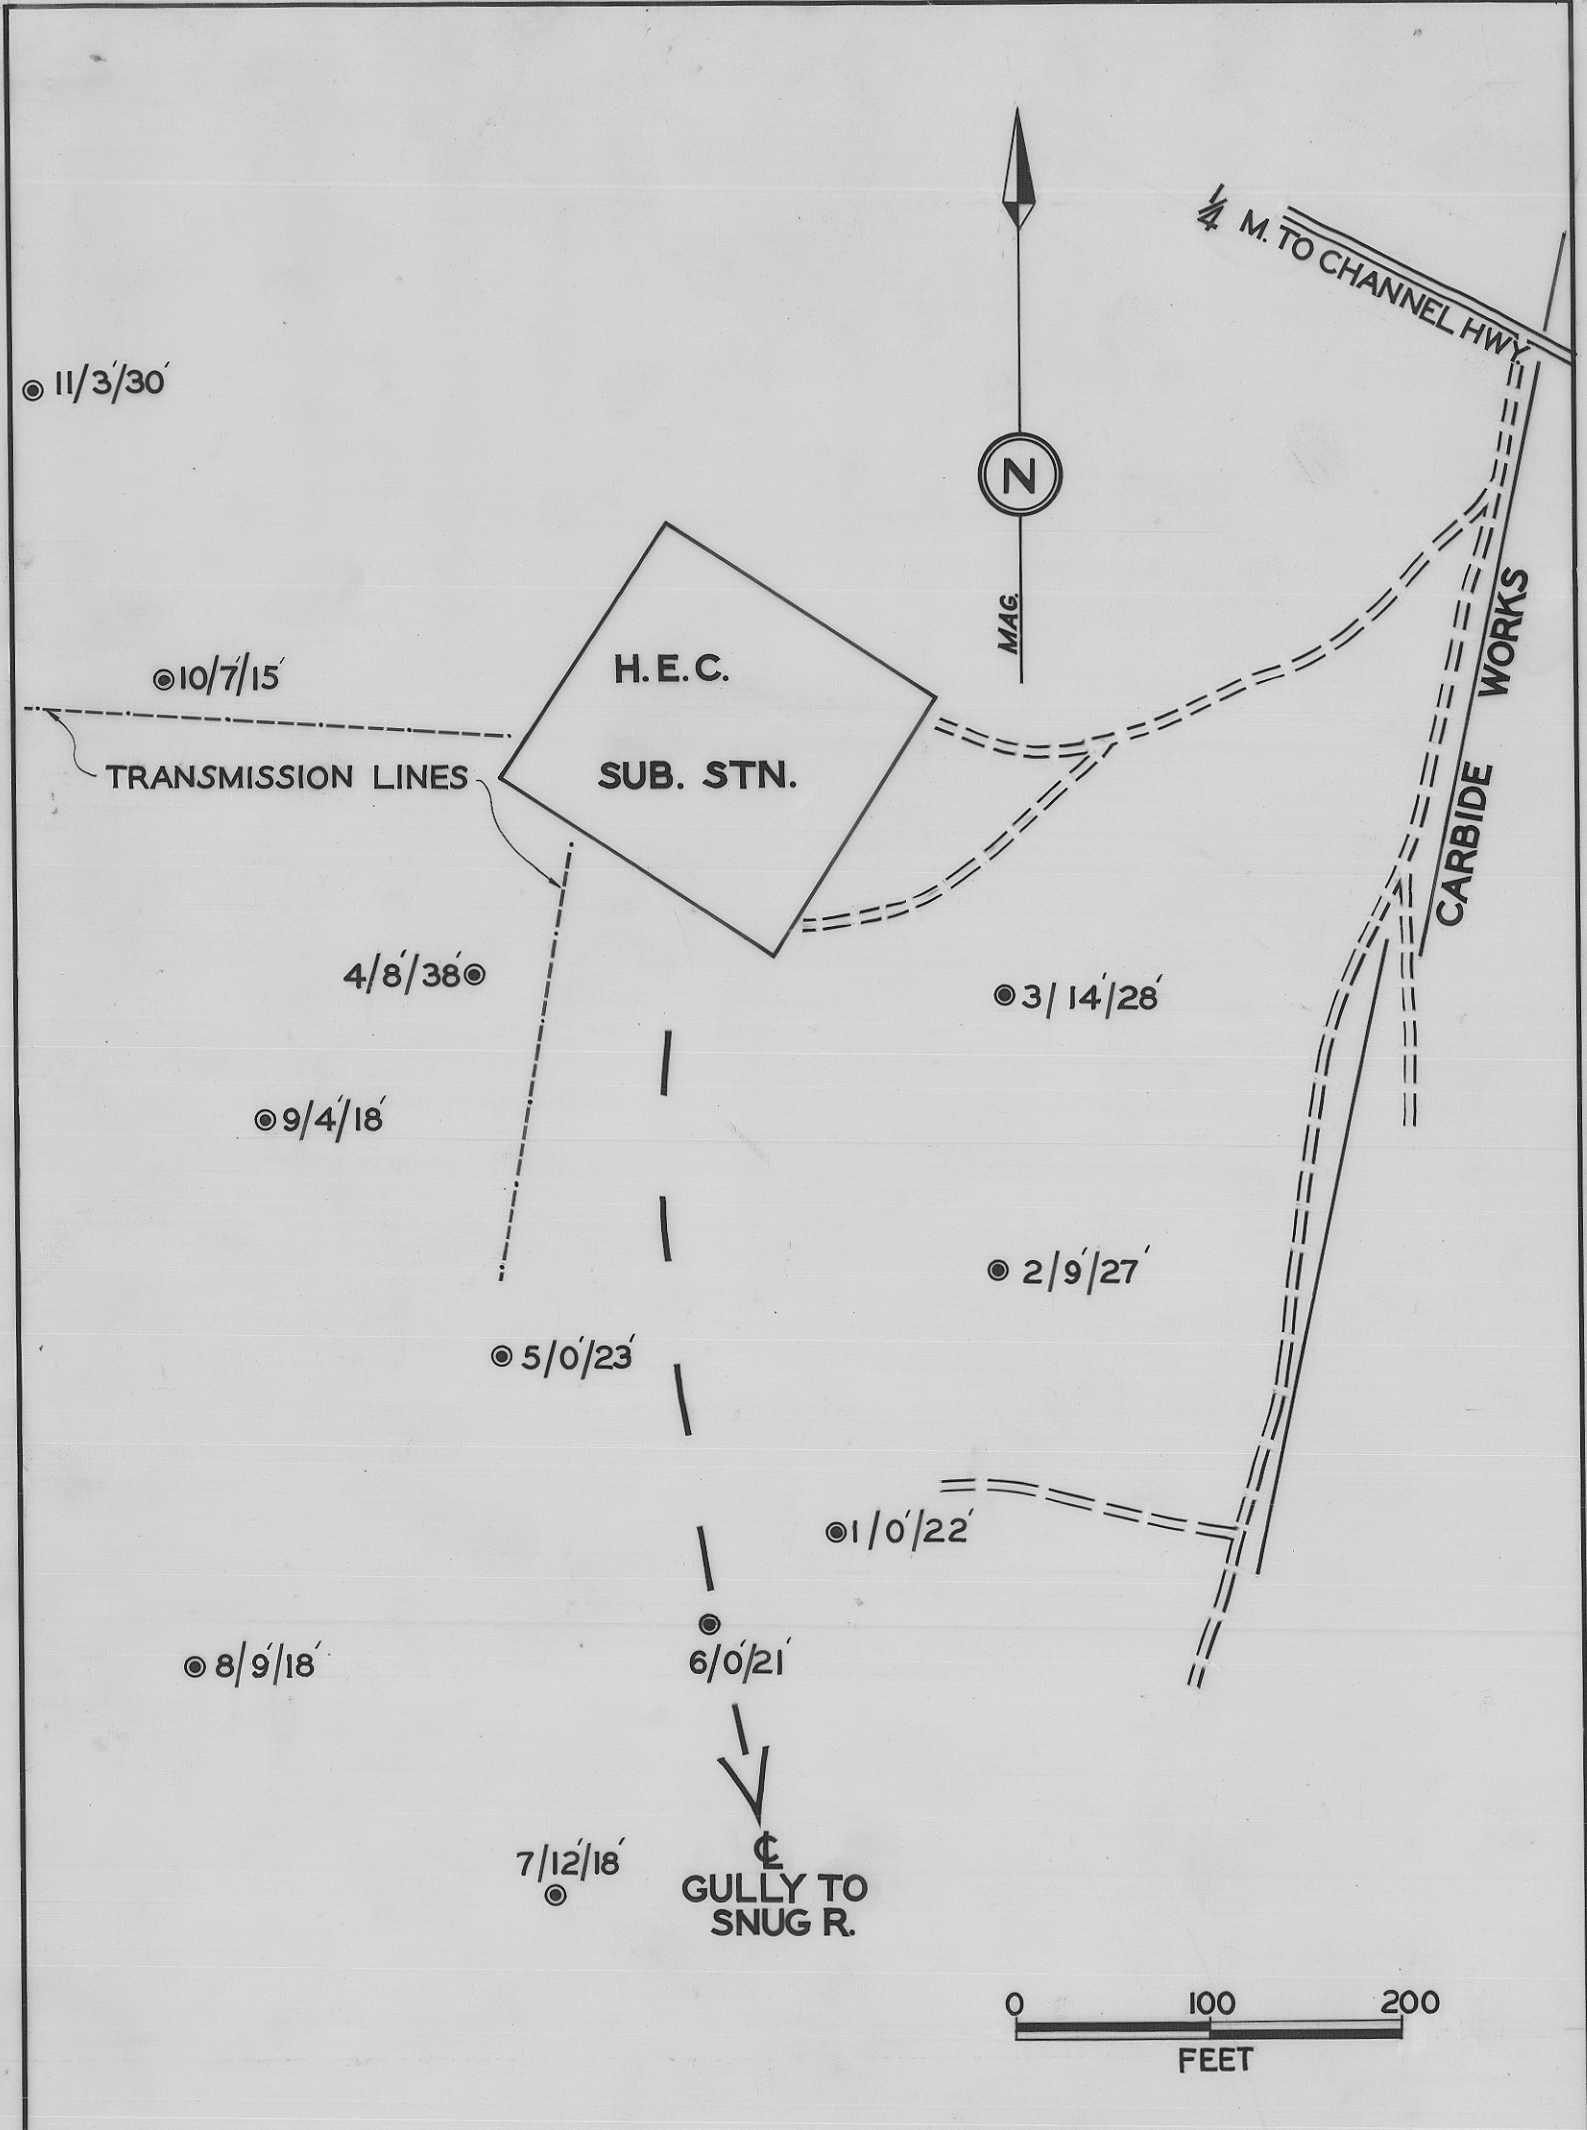 ¼ M. TO CHANNEL HWY.
11/3'/30'
N
MAG.
H.E.C.
SUB. STN.
10/7'/15'
TRANSMISSION LINES
CARBIDE WORKS
4/8'/38'
3/14'/28'
9/4'/18'
2/9'/27'
5/0'/23'
1/0'/22'
6/0'/21'
8/9'/18'
7/12'/18'
℄
GULLY TO
SNUG R.
0 100 200
FEET